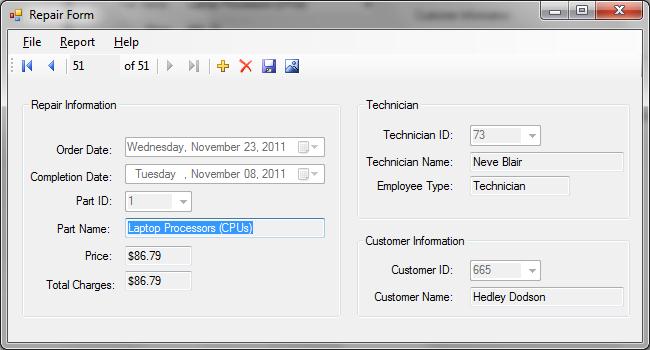 Repair Form
File Report Help
51 of 51
Repair Information
Order Date: Wednesday, November 23, 2011
Completion Date: Tuesday , November 08, 2011
Part ID: 1
Part Name: Laptop Processors (CPUs)
Price: $86.79
Total Charges: $86.79
Technician
Technician ID: 73
Technician Name: Neve Blair
Employee Type: Technician
Customer Information
Customer ID: 665
Customer Name: Hedley Dodson